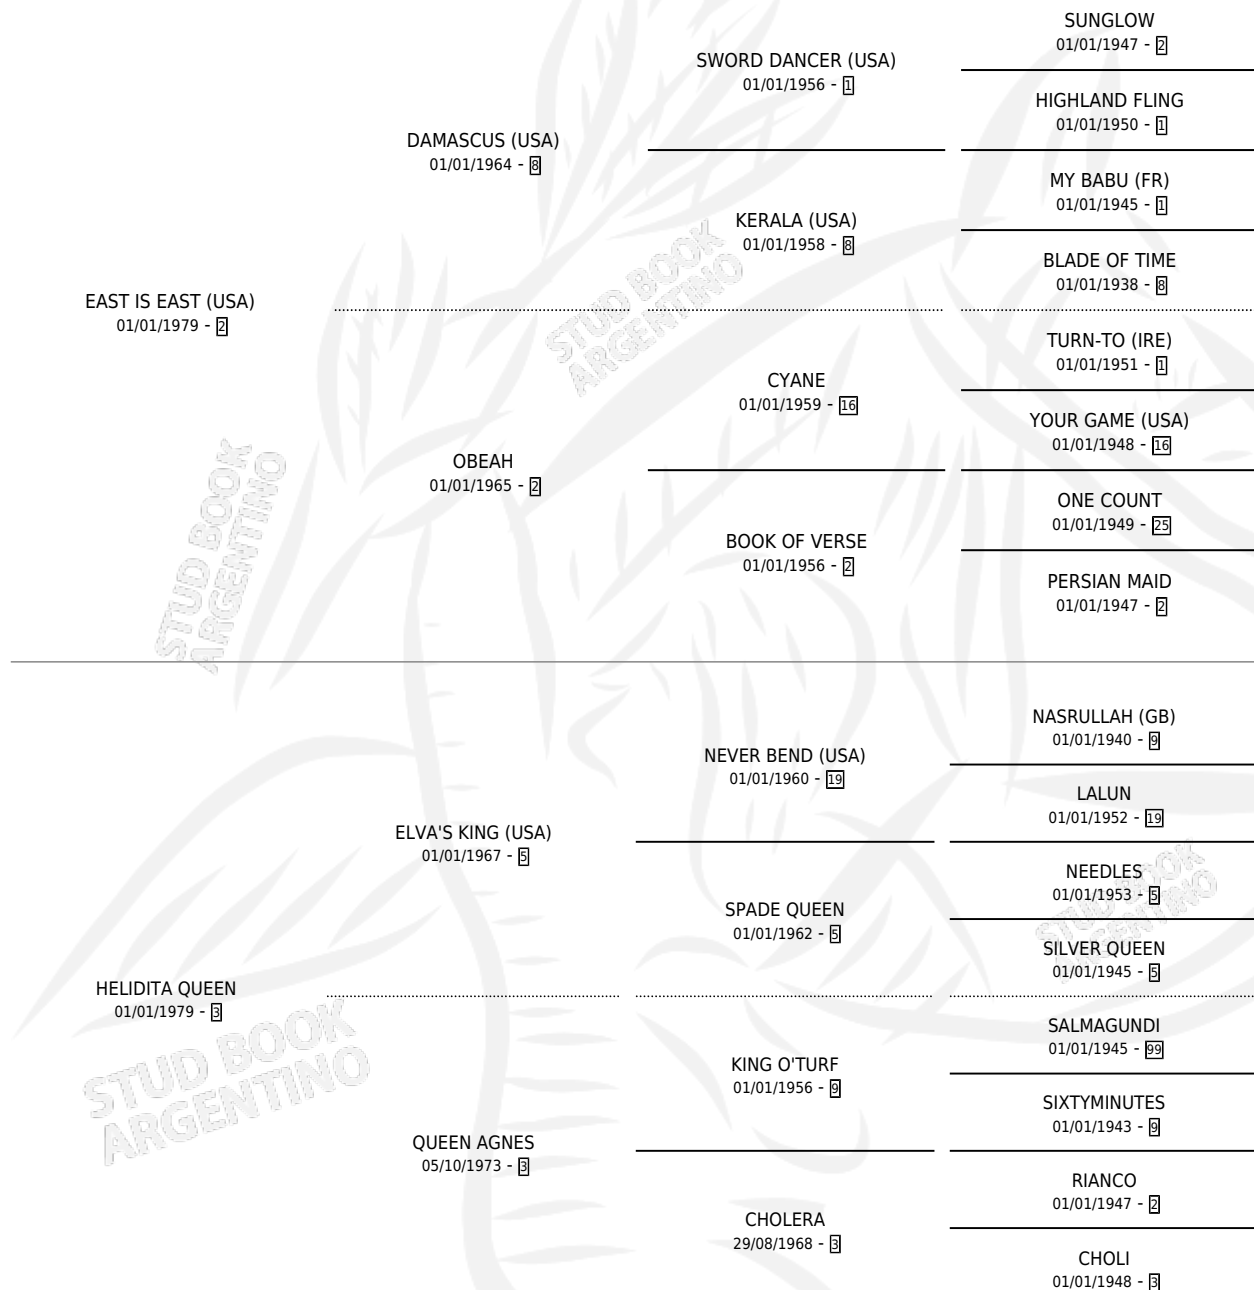 SUNGLOW
01/01/1947 - 2
SWORD DANCER (USA)
01/01/1956 - 1
HIGHLAND FLING
01/01/1950 - 1
DAMASCUS (USA)
01/01/1964 - 8
MY BABU (FR)
01/01/1945 - 1
KERALA (USA)
01/01/1958 - 8
BLADE OF TIME
01/01/1938 - 8
EAST IS EAST (USA)
01/01/1979 - 2
TURN-TO (IRE)
01/01/1951 - 1
CYANE
01/01/1959 - 16
YOUR GAME (USA)
01/01/1948 - 16
OBEAH
01/01/1965 - 2
ONE COUNT
01/01/1949 - 25
BOOK OF VERSE
01/01/1956 - 2
PERSIAN MAID
01/01/1947 - 2
STUD BOOK
ARGENTINO
STUD BOOK
ARGENTINO
NASRULLAH (GB)
01/01/1940 - 9
NEVER BEND (USA)
01/01/1960 - 19
LALUN
01/01/1952 - 19
ELVA'S KING (USA)
01/01/1967 - 5
NEEDLES
01/01/1953 - 5
SPADE QUEEN
01/01/1962 - 5
SILVER QUEEN
01/01/1945 - 5
STUD BOOK
ARGENTINO
HELIDITA QUEEN
01/01/1979 - 3
SALMAGUNDI
01/01/1945 - 99
KING O'TURF
01/01/1956 - 9
SIXTYMINUTES
01/01/1943 - 9
QUEEN AGNES
05/10/1973 - 3
RIANCO
01/01/1947 - 2
CHOLERA
29/08/1968 - 3
CHOLI
01/01/1948 - 3
STUD BOOK
ARGENTINO